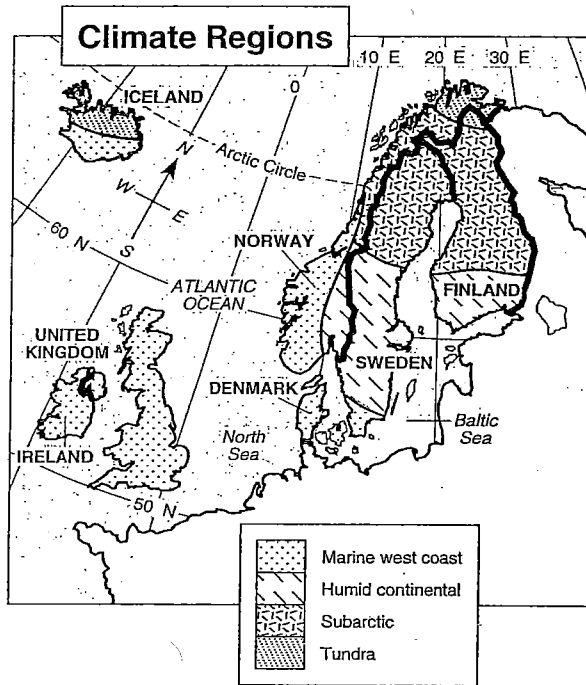 Climate Regions
10 E
20 E
30 E
0
ICELAND
Arctic Circle
N
W
E
S
60 N
NORWAY
ATLANTIC
OCEAN
FINLAND
UNITED
KINGDOM
SWEDEN
DENMARK
North
Sea
Baltic
Sea
IRELAND
50 N
Marine west coast
Humid continental
Subarctic
Tundra